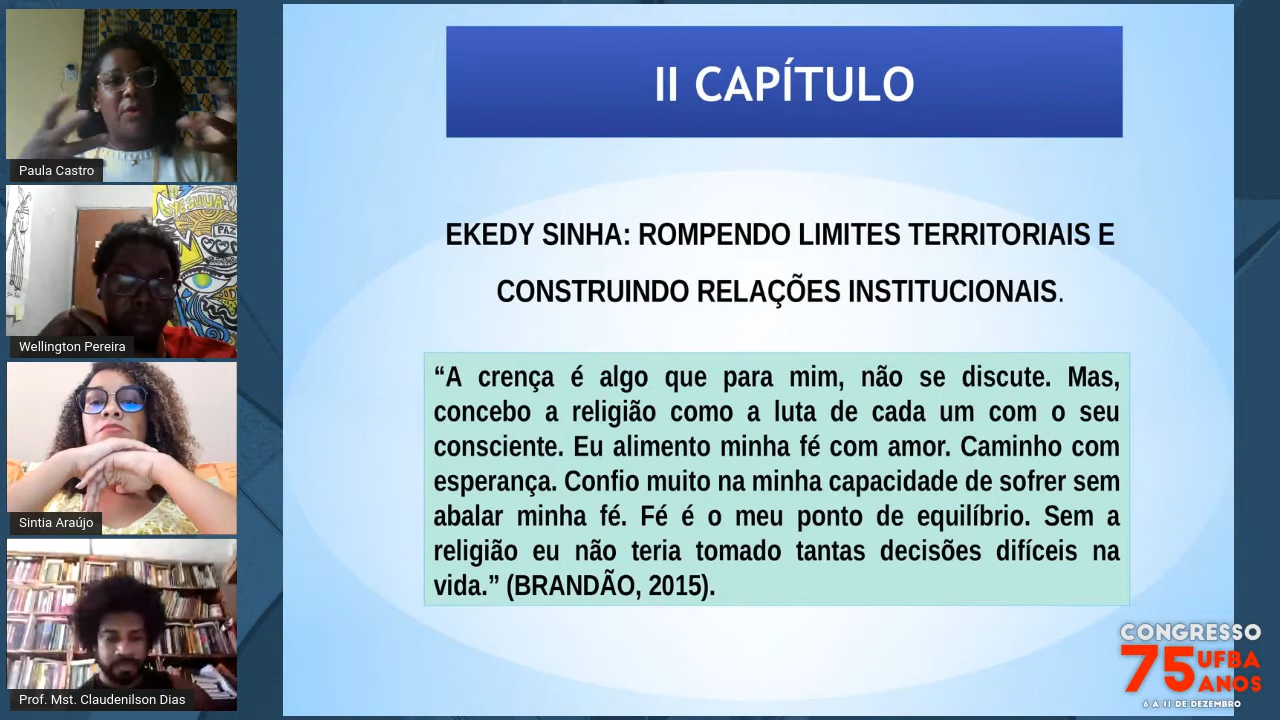 Paula Castro
YESHUA
PAZ
Wellington Pereira
Sintia Araújo
Prof. Mst. Claudenilson Dias
II CAPÍTULO
EKEDY SINHA: ROMPENDO LIMITES TERRITORIAIS E
CONSTRUINDO RELAÇÕES INSTITUCIONAIS.
“A crença é algo que para mim, não se discute. Mas,
concebo a religião como a luta de cada um com o seu
consciente. Eu alimento minha fé com amor. Caminho com
esperança. Confio muito na minha capacidade de sofrer sem
abalar minha fé. Fé é o meu ponto de equilíbrio. Sem a
religião eu não teria tomado tantas decisões difíceis na
vida.” (BRANDÃO, 2015).
CONGRESSO
75 UFBA
ANOS
6 A 11 DE DEZEMBRO